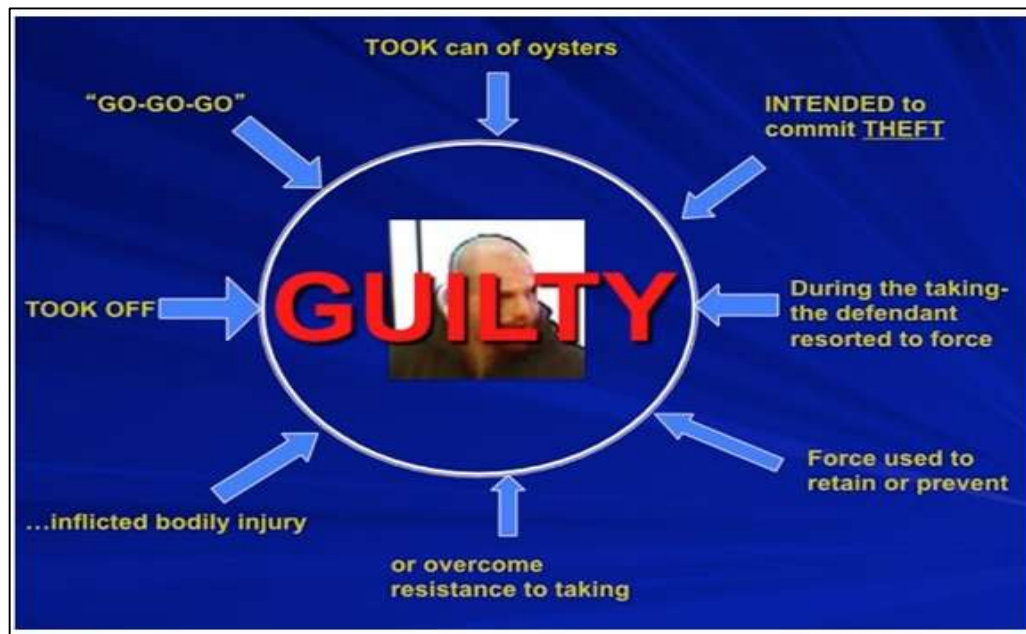 TOOK can of oysters
“GO-GO-GO”
INTENDED to
commit THEFT
GUILTY
TOOK OFF
During the taking-
the defendant
resorted to force
Force used to
retain or prevent
...inflicted bodily injury
or overcome
resistance to taking